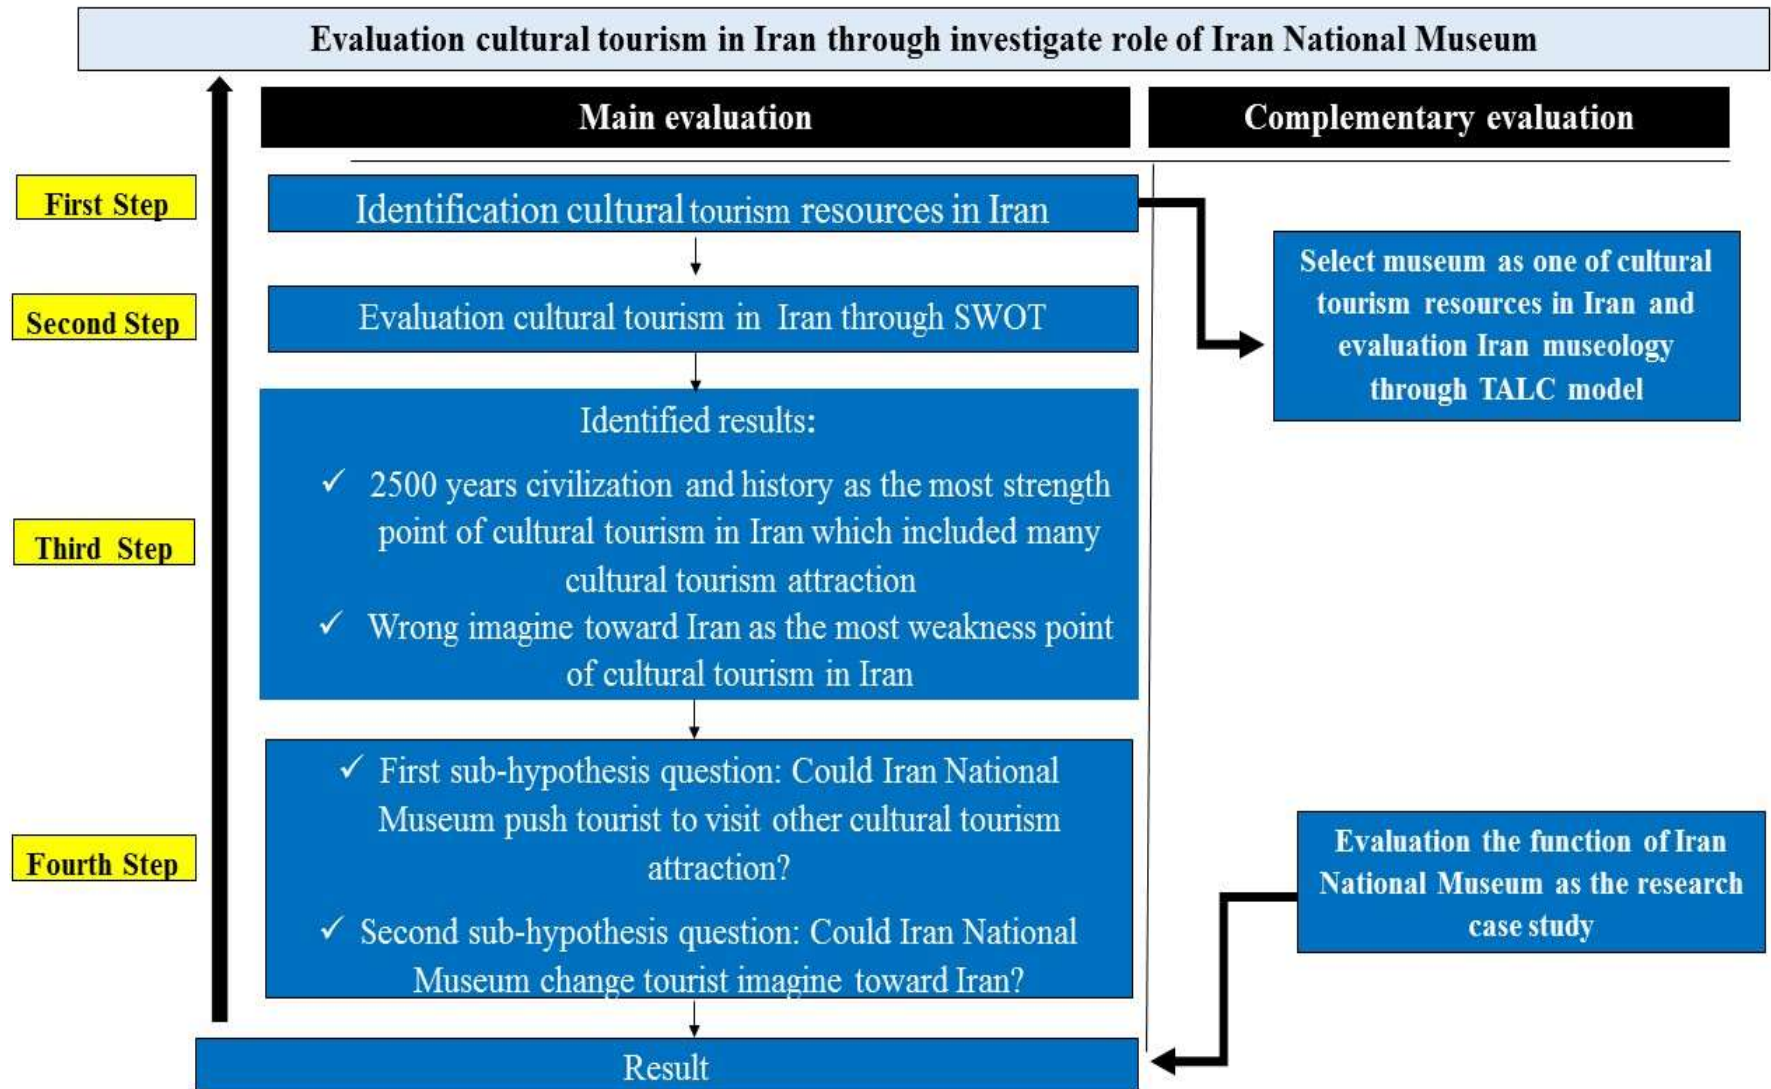 Evaluation cultural tourism in Iran through investigate role of Iran National Museum
Main evaluation
Complementary evaluation
First Step
Identification cultural tourism resources in Iran
Select museum as one of cultural
tourism resources in Iran and
evaluation Iran museology
through TALC model
Second Step
Evaluation cultural tourism in Iran through SWOT
Third Step
Identified results:
✓ 2500 years civilization and history as the most strength
point of cultural tourism in Iran which included many
cultural tourism attraction
✓ Wrong imagine toward Iran as the most weakness point
of cultural tourism in Iran
Fourth Step
✓ First sub-hypothesis question: Could Iran National
Museum push tourist to visit other cultural tourism
attraction?
✓ Second sub-hypothesis question: Could Iran National
Museum change tourist imagine toward Iran?
Evaluation the function of Iran
National Museum as the research
case study
Result